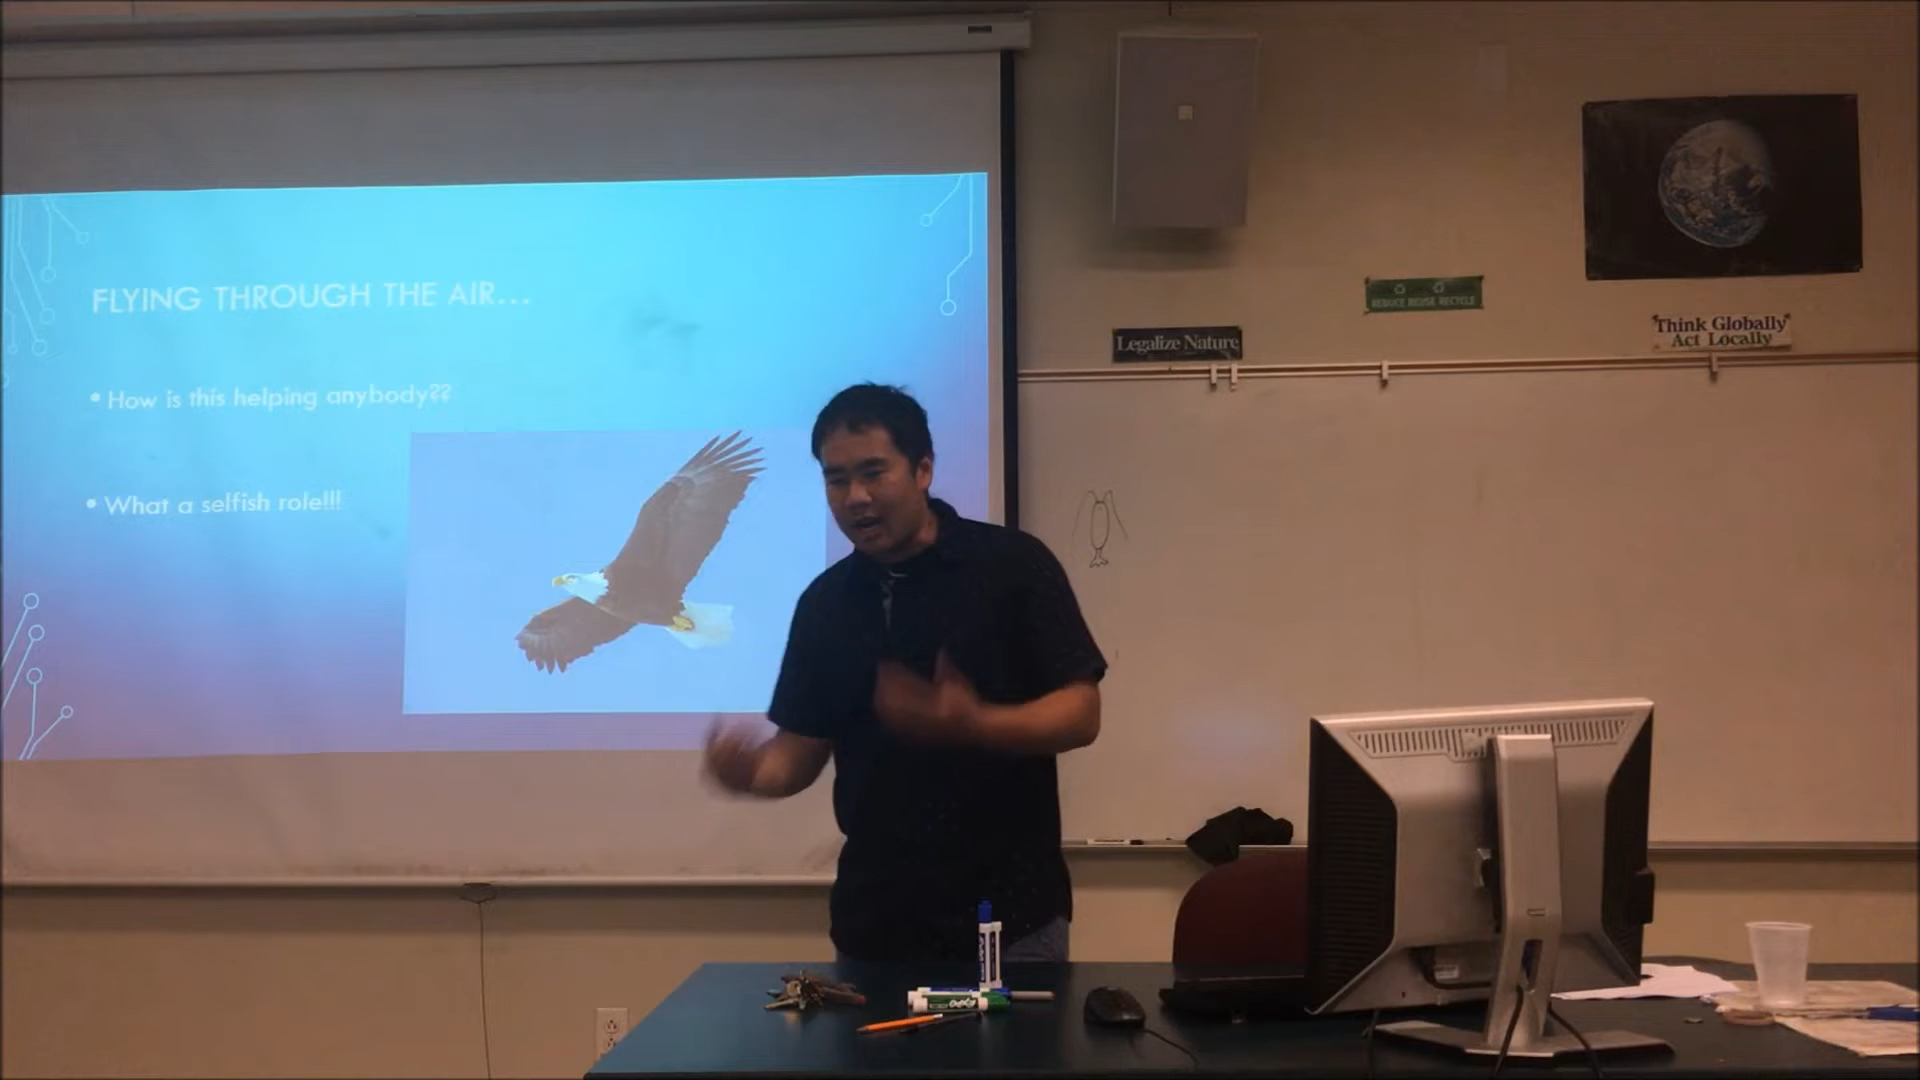 FLYING THROUGH THE AIR...
• How is this helping anybody??
• What a selfish role!!!
REDUCE REUSE RECYCLE
Legalize Nature
Think Globally
Act Locally
EXPO